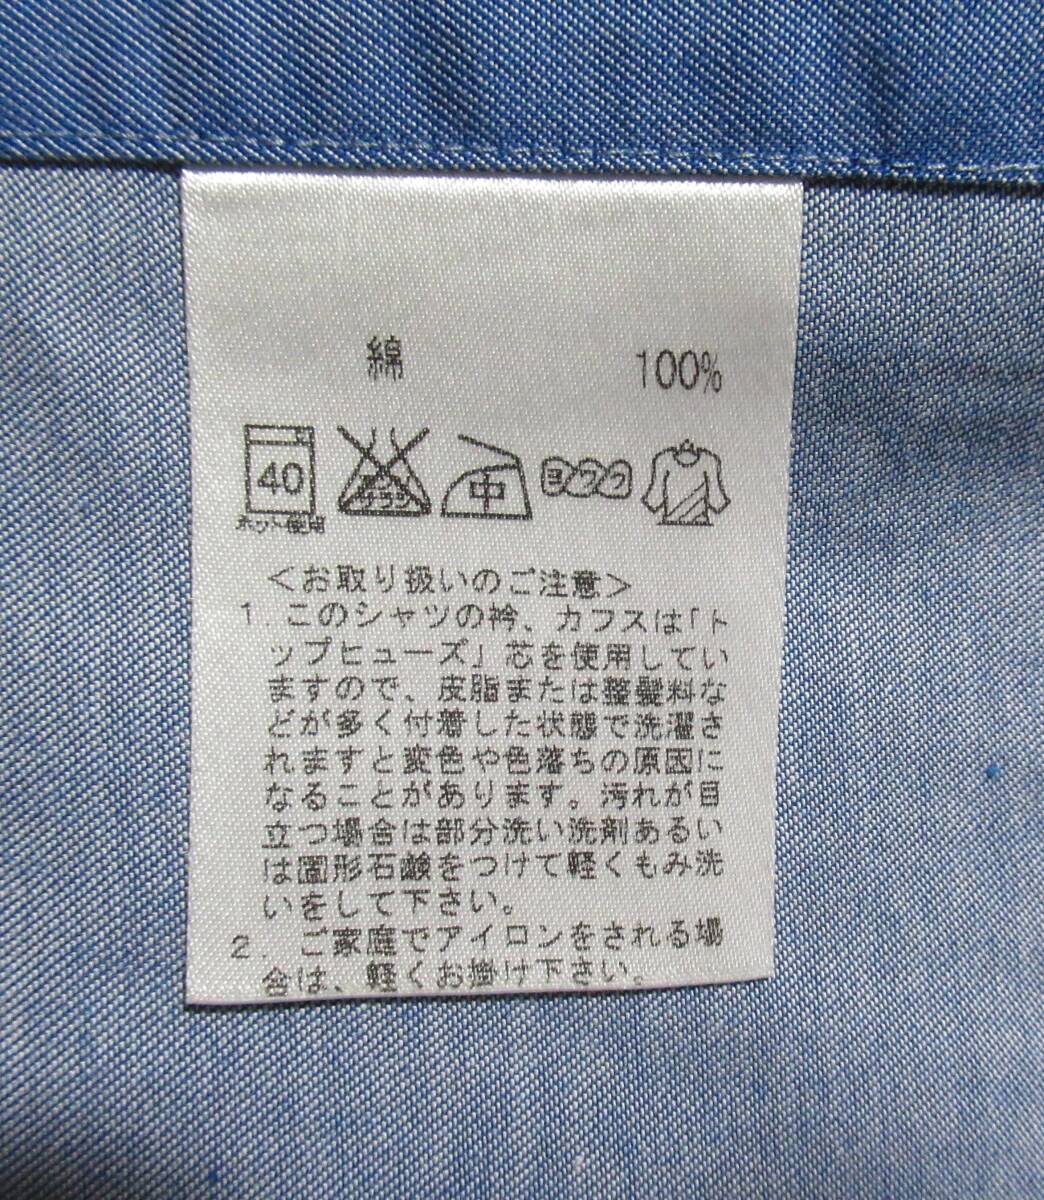 綿 100%
40 中 ヨワク
ネット使用
＜お取り扱いのご注意＞
1. このシャツの衿、カフスは「ト
ップヒューズ」芯を使用してい
ますので、皮脂または整髪料な
どが多く付着した状態で洗濯さ
れますと変色や色落ちの原因に
なることがあります。汚れが目
立つ場合は部分洗い洗剤あるい
は固形石鹸をつけて軽くもみ洗
いをして下さい。
2. ご家庭でアイロンをされる場
合は、軽くお掛け下さい。